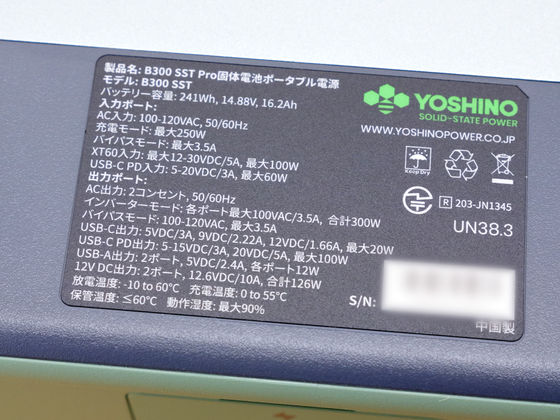 製品名: B300 SST Pro固体電池ポータブル電源
モデル: B300 SST
バッテリー容量: 241Wh, 14.88V, 16.2Ah
入力ポート:
AC入力: 100-120VAC, 50/60Hz
充電モード: 最大250W
バイパスモード: 最大3.5A
XT60入力: 最大12-30VDC/5A, 最大100W
USB-C PD入力: 5-20VDC/3A, 最大60W
出力ポート:
AC出力: 2コンセント, 50/60Hz
インバーターモード: 各ポート最大100VAC/3.5A, 合計300W
バイパスモード: 100-120VAC, 最大3.5A
USB-C出力: 5VDC/3A, 9VDC/2.22A, 12VDC/1.66A, 最大20W
USB-C PD出力: 5-15VDC/3A, 20VDC/5A, 最大100W
USB-A出力: 2ポート, 5VDC/2.4A, 各ポート12W
12V DC出力: 2ポート, 12.6VDC/10A, 合計126W
放電温度: -10 to 60°C 充電温度: 0 to 55°C
保管温度: ≤60°C 動作湿度: 最大90%
YOSHINO
SOLID-STATE POWER
WWW.YOSHINOPOWER.CO.JP
Keep Dry
R 203-JN1345
UN38.3
S/N:
中国製